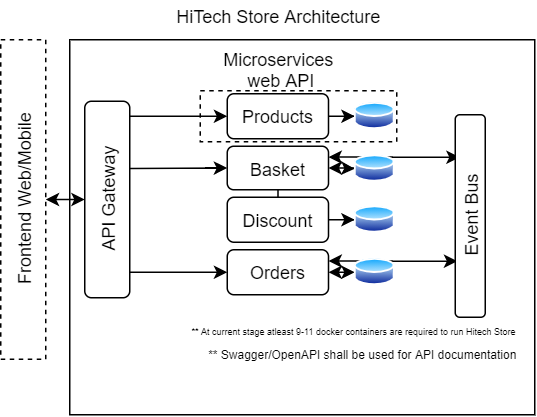 HiTech Store Architecture
Microservices
web API
Frontend Web/Mobile
API Gateway
Products
Basket
Discount
Orders
Event Bus
** At current stage atleast 9-11 docker containers are required to run Hitech Store
** Swagger/OpenAPI shall be used for API documentation